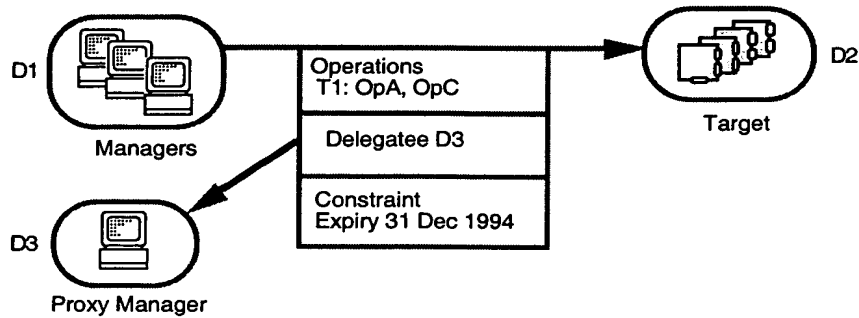 D1
Managers
Operations
T1: OpA, OpC
Delegatee D3
Constraint
Expiry 31 Dec 1994
D2
Target
D3
Proxy Manager